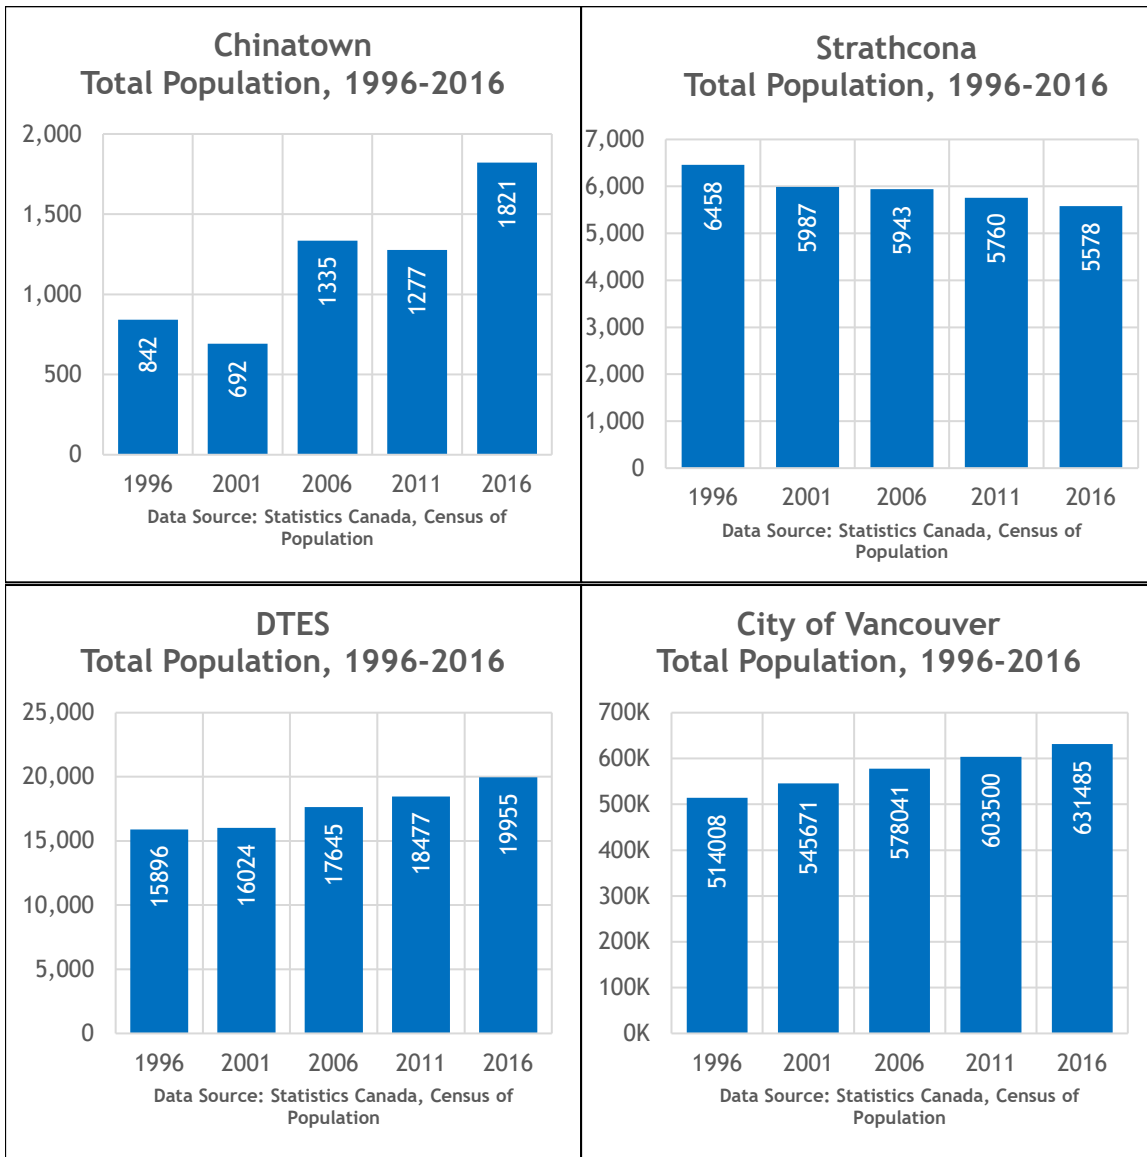 Chinatown
Total Population, 1996-2016
2,000
1,500
1,000
500
0
842
692
1335
1277
1821
1996 2001 2006 2011 2016
Data Source: Statistics Canada, Census of
Population
Strathcona
Total Population, 1996-2016
7,000
6,000
5,000
4,000
3,000
2,000
1,000
0
6458
5987
5943
5760
5578
1996 2001 2006 2011 2016
Data Source: Statistics Canada, Census of
Population
DTES
Total Population, 1996-2016
25,000
20,000
15,000
10,000
5,000
0
15896
16024
17645
18477
19955
1996 2001 2006 2011 2016
Data Source: Statistics Canada, Census of
Population
City of Vancouver
Total Population, 1996-2016
700K
600K
500K
400K
300K
200K
100K
0K
514008
545671
578041
603500
631485
1996 2001 2006 2011 2016
Data Source: Statistics Canada, Census of
Population